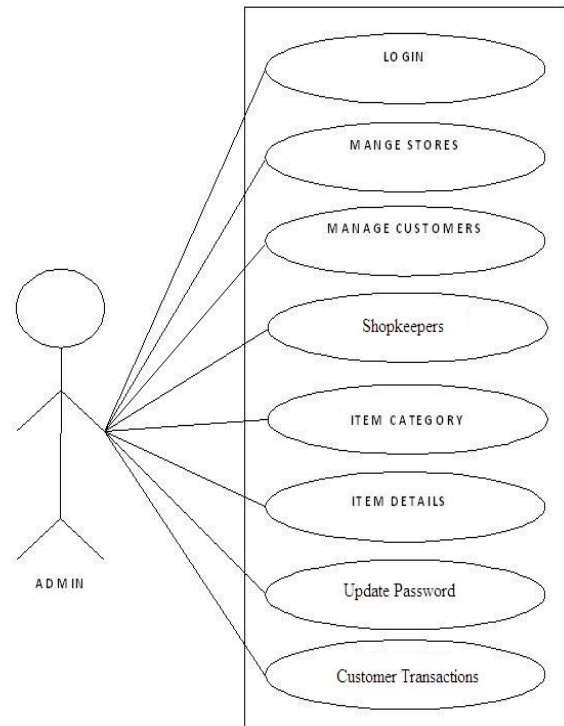 LOGIN
MANGE STORES
MANAGE CUSTOMERS
Shopkeepers
ITEM CATEGORY
ITEM DETAILS
Update Password
Customer Transactions
ADMIN